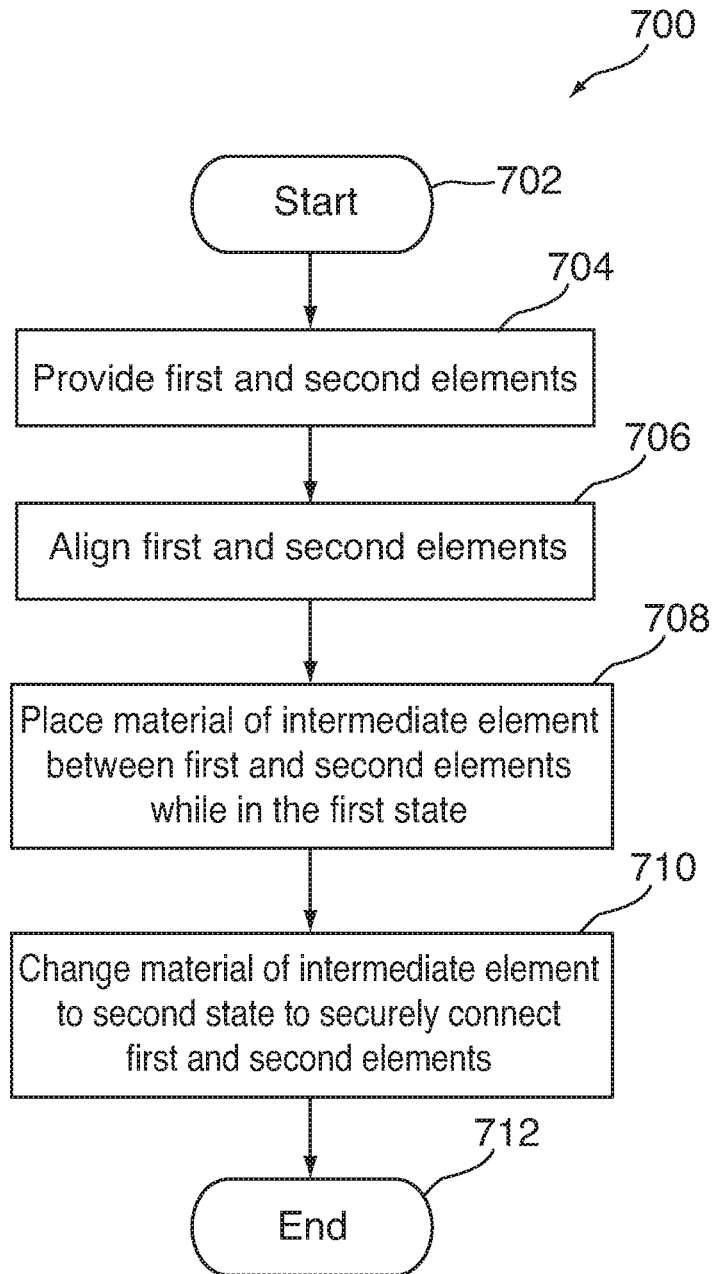 700
Start
702
704
Provide first and second elements
706
Align first and second elements
708
Place material of intermediate element
between first and second elements
while in the first state
710
Change material of intermediate element
to second state to securely connect
first and second elements
712
End